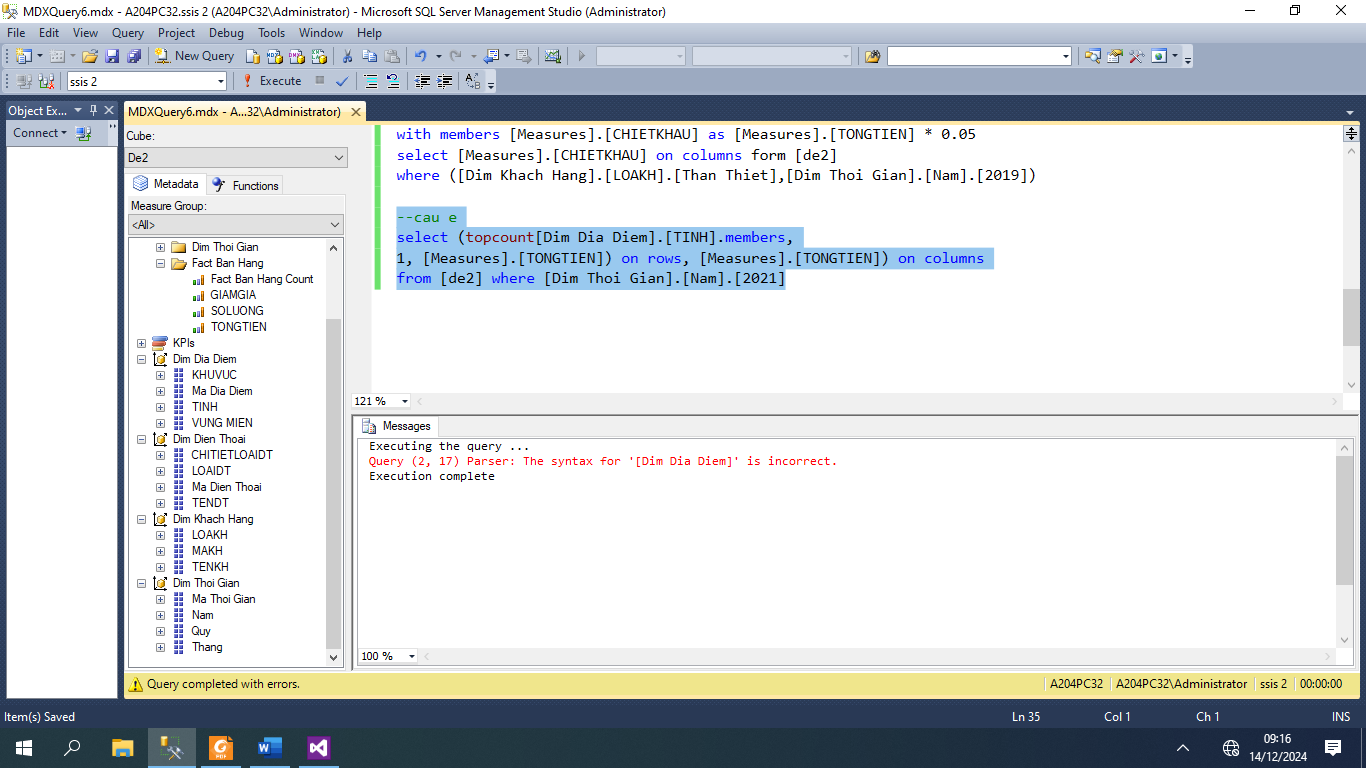 MDXQuery6.mdx - A204PC32.ssis 2 (A204PC32\Administrator) - Microsoft SQL Server Management Studio (Administrator)
File Edit View Query Project Debug Tools Window Help
New Query
ssis 2 Execute
Object Ex...
Connect
MDXQuery6.mdx - A...32\Administrator)
Cube:
De2
Metadata Functions
Measure Group:
<All>
Dim Thoi Gian
Fact Ban Hang
Fact Ban Hang Count
GIAMGIA
SOLUONG
TONGTIEN
KPIs
Dim Dia Diem
KHUVUC
Ma Dia Diem
TINH
VUNG MIEN
Dim Dien Thoai
CHITIETLOAIDT
LOAIDT
Ma Dien Thoai
TENDT
Dim Khach Hang
LOAKH
MAKH
TENKH
Dim Thoi Gian
Ma Thoi Gian
Nam
Quy
Thang
with members [Measures].[CHIETKHAU] as [Measures].[TONGTIEN] * 0.05
select [Measures].[CHIETKHAU] on columns form [de2]
where ([Dim Khach Hang].[LOAKH].[Than Thiet],[Dim Thoi Gian].[Nam].[2019])
--cau e
select (topcount[Dim Dia Diem].[TINH].members,
1, [Measures].[TONGTIEN]) on rows, [Measures].[TONGTIEN]) on columns
from [de2] where [Dim Thoi Gian].[Nam].[2021]
121 %
Messages
Executing the query ...
Query (2, 17) Parser: The syntax for '[Dim Dia Diem]' is incorrect.
Execution complete
100 %
Query completed with errors. A204PC32 A204PC32\Administrator ssis 2 00:00:00
Item(s) Saved Ln 35 Col 1 Ch 1 INS
09:16
14/12/2024